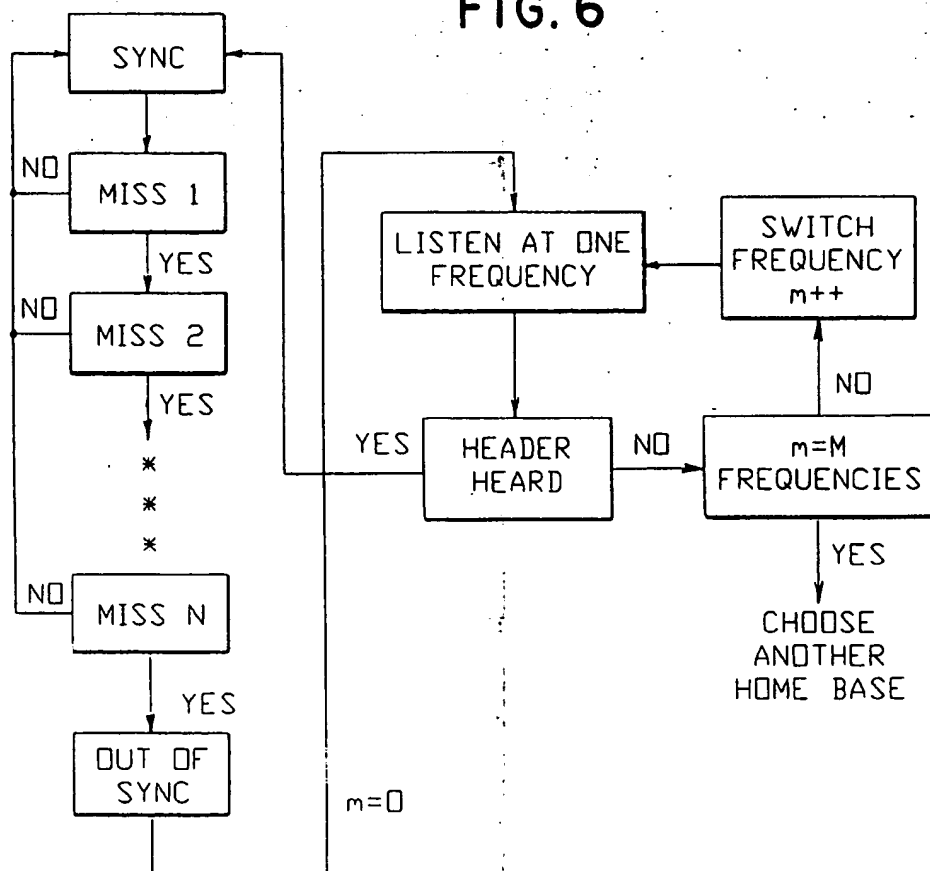 FIG. 6
SYNC
NO
MISS 1
YES
NO
MISS 2
YES
*
*
*
NO
MISS N
YES
OUT OF
SYNC
m=0
LISTEN AT ONE
FREQUENCY
SWITCH
FREQUENCY
m++
NO
YES
HEADER
HEARD
NO
m=M
FREQUENCIES
YES
CHOOSE
ANOTHER
HOME BASE